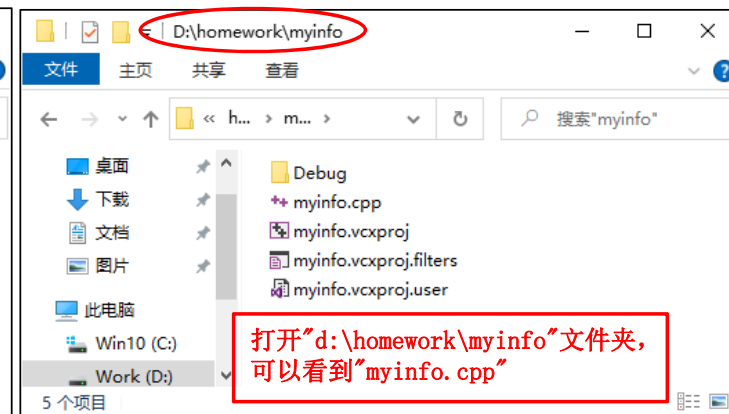 D:\homework\myinfo
文件 主页 共享 查看
« h... › m... › 搜索"myinfo"
桌面
下载
文档
图片
此电脑
Win10 (C:)
Work (D:)
Debug
myinfo.cpp
myinfo.vcxproj
myinfo.vcxproj.filters
myinfo.vcxproj.user
打开"d:\homework\myinfo"文件夹，
可以看到"myinfo.cpp"
5 个项目